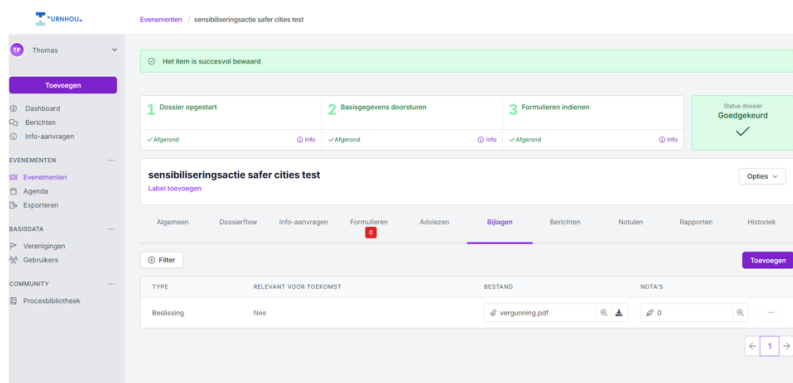 TURNHOU.
Evenementen / sensibiliseringsactie safer cities test
TP Thomas
Het item is succesvol bewaard
Toevoegen
1 Dossier opgestart
2 Basisgegevens doorsturen
3 Formulieren indienen
Status dossier
Goedgekeurd
Dashboard
Berichten
Info-aanvragen
Afgerond Info
Afgerond Info
Afgerond Info
EVENEMENTEN ...
Evenementen
Agenda
Exporteren
sensibiliseringsactie safer cities test
Label toevoegen
Opties
BASISDATA ...
Verenigingen
Gebruikers
Algemeen Dossierflow Info-aanvragen Formulieren Adviezen Bijlagen Berichten Notulen Rapporten Historiek
0
Filter
Toevoegen
COMMUNITY ...
Procesbibliotheek
TYPE RELEVANT VOOR TOEKOMST BESTAND NOTA'S
Beslissing Nee vergunning.pdf 0 ...
1